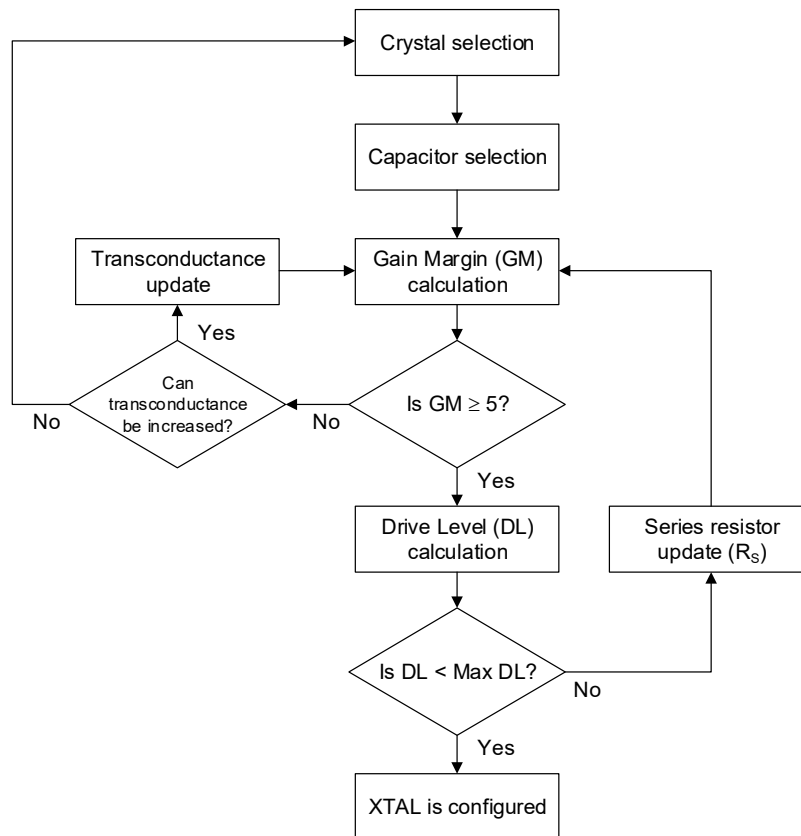 Crystal selection
Capacitor selection
Transconductance
update
Gain Margin (GM)
calculation
Yes
Can
transconductance
be increased?
No
Is GM ≥ 5?
No
Yes
Drive Level (DL)
calculation
Series resistor
update (Rₛ)
Is DL < Max DL?
No
Yes
XTAL is configured